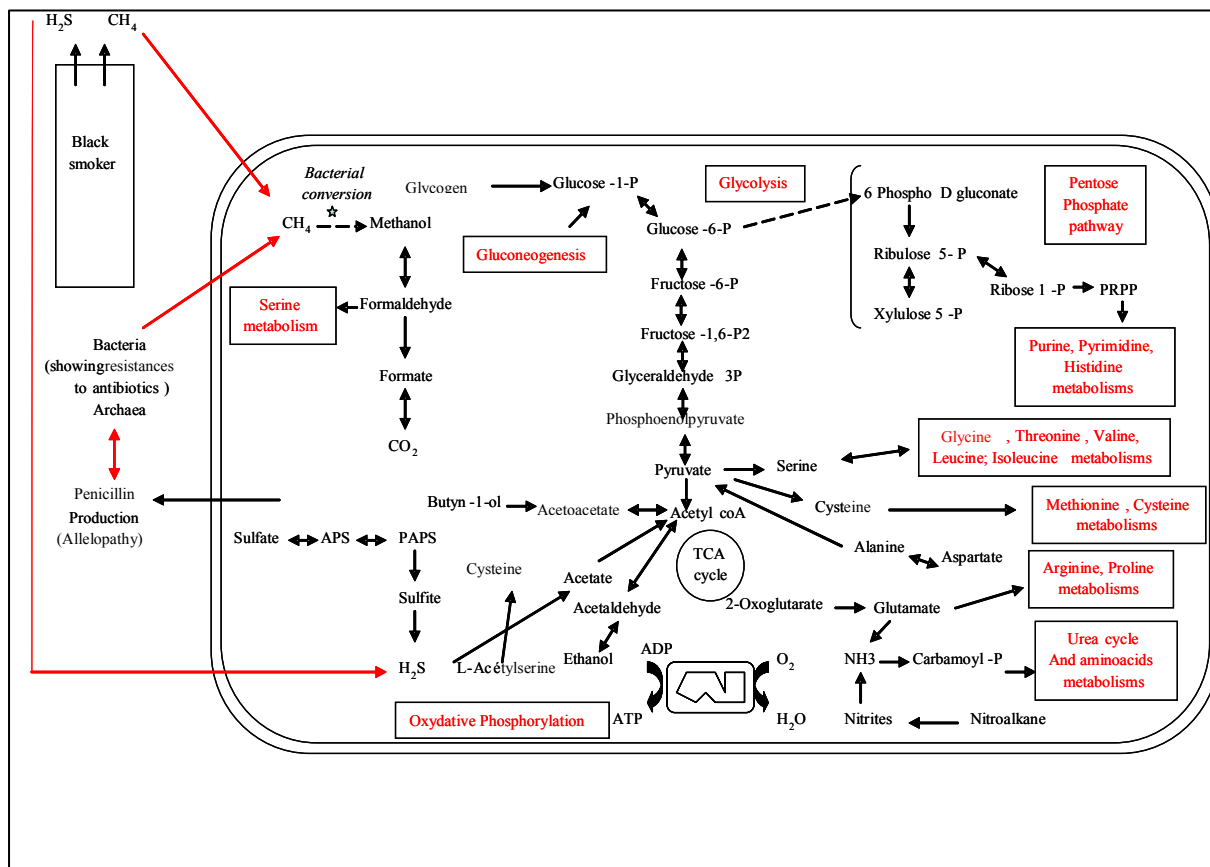 H2S
CH4
Black
smoker
Bacterial
conversion
CH4
Methanol
Serine
metabolism
Formaldehyde
Formate
CO2
Bacteria
(showing resistances
to antibiotics )
Archaea
Penicillin
Production
(Allelopathy)
Glycogen
Glucose -1-P
Gluconeogenesis
Glycolysis
Glucose -6-P
Fructose -6-P
Fructose -1,6-P2
Glyceraldehyde 3P
Phosphoenolpyruvate
Pyruvate
Acetyl coA
TCA
cycle
6 Phospho D gluconate
Ribulose 5- P
Xylulose 5 -P
Ribose 1 -P
PRPP
Pentose
Phosphate
pathway
Purine, Pyrimidine,
Histidine
metabolisms
Serine
Glycine , Threonine , Valine,
Leucine; Isoleucine metabolisms
Cysteine
Methionine , Cysteine
metabolisms
Alanine
Aspartate
Arginine, Proline
metabolisms
2-Oxoglutarate
Glutamate
NH3
Carbamoyl -P
Urea cycle
And aminoacids
metabolisms
Nitrites
Nitroalkane
Butyn -1-ol
Acetoacetate
Sulfate
APS
PAPS
Sulfite
H2S
Cysteine
L-Acétylserine
Acetate
Acetaldehyde
Ethanol
ADP
ATP
O2
H2O
Oxydative Phosphorylation